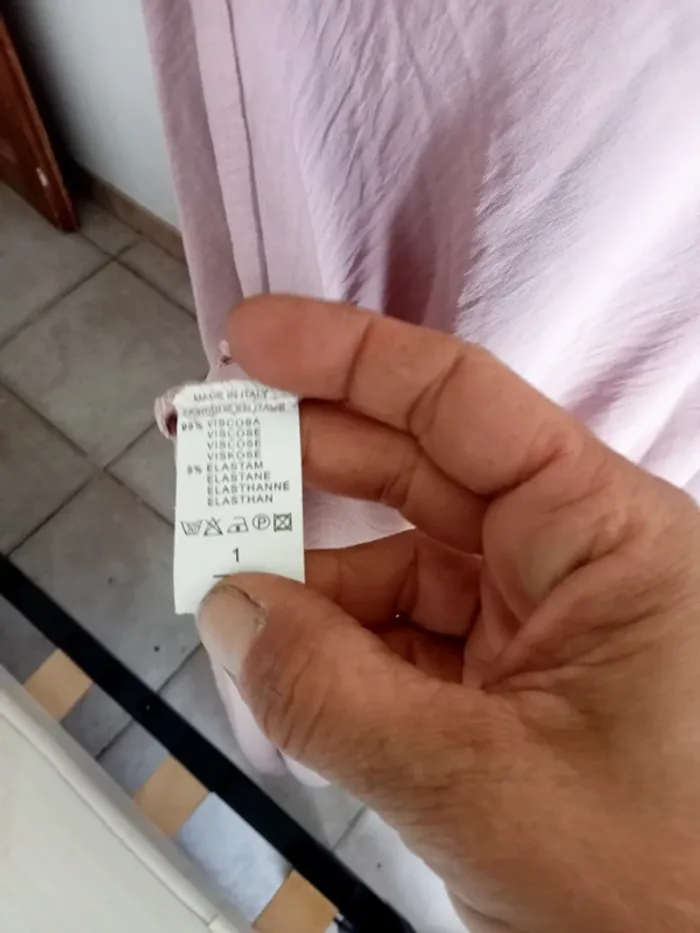 MADE IN ITALY
95% VISCOSA
VISCOSE
VISCOSE
VISKOSE
5% ELASTAM
ELASTANE
ELASTHANNE
ELASTHAN
P
1